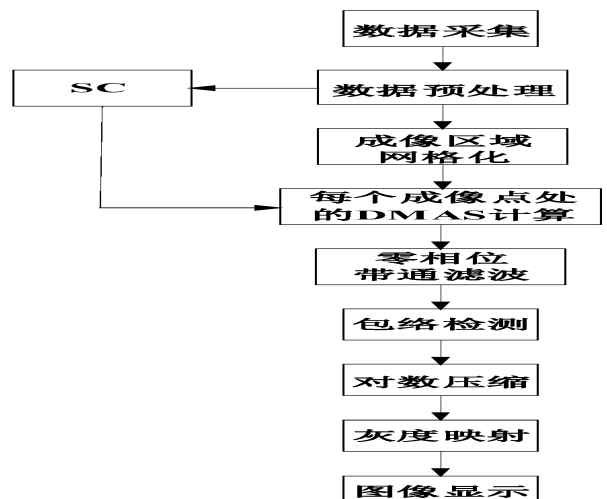 数据采集
SC
数据预处理
成像区域
网格化
每个成像点处
的DMAS计算
零相位
带通滤波
包络检测
对数压缩
灰度映射
图像显示